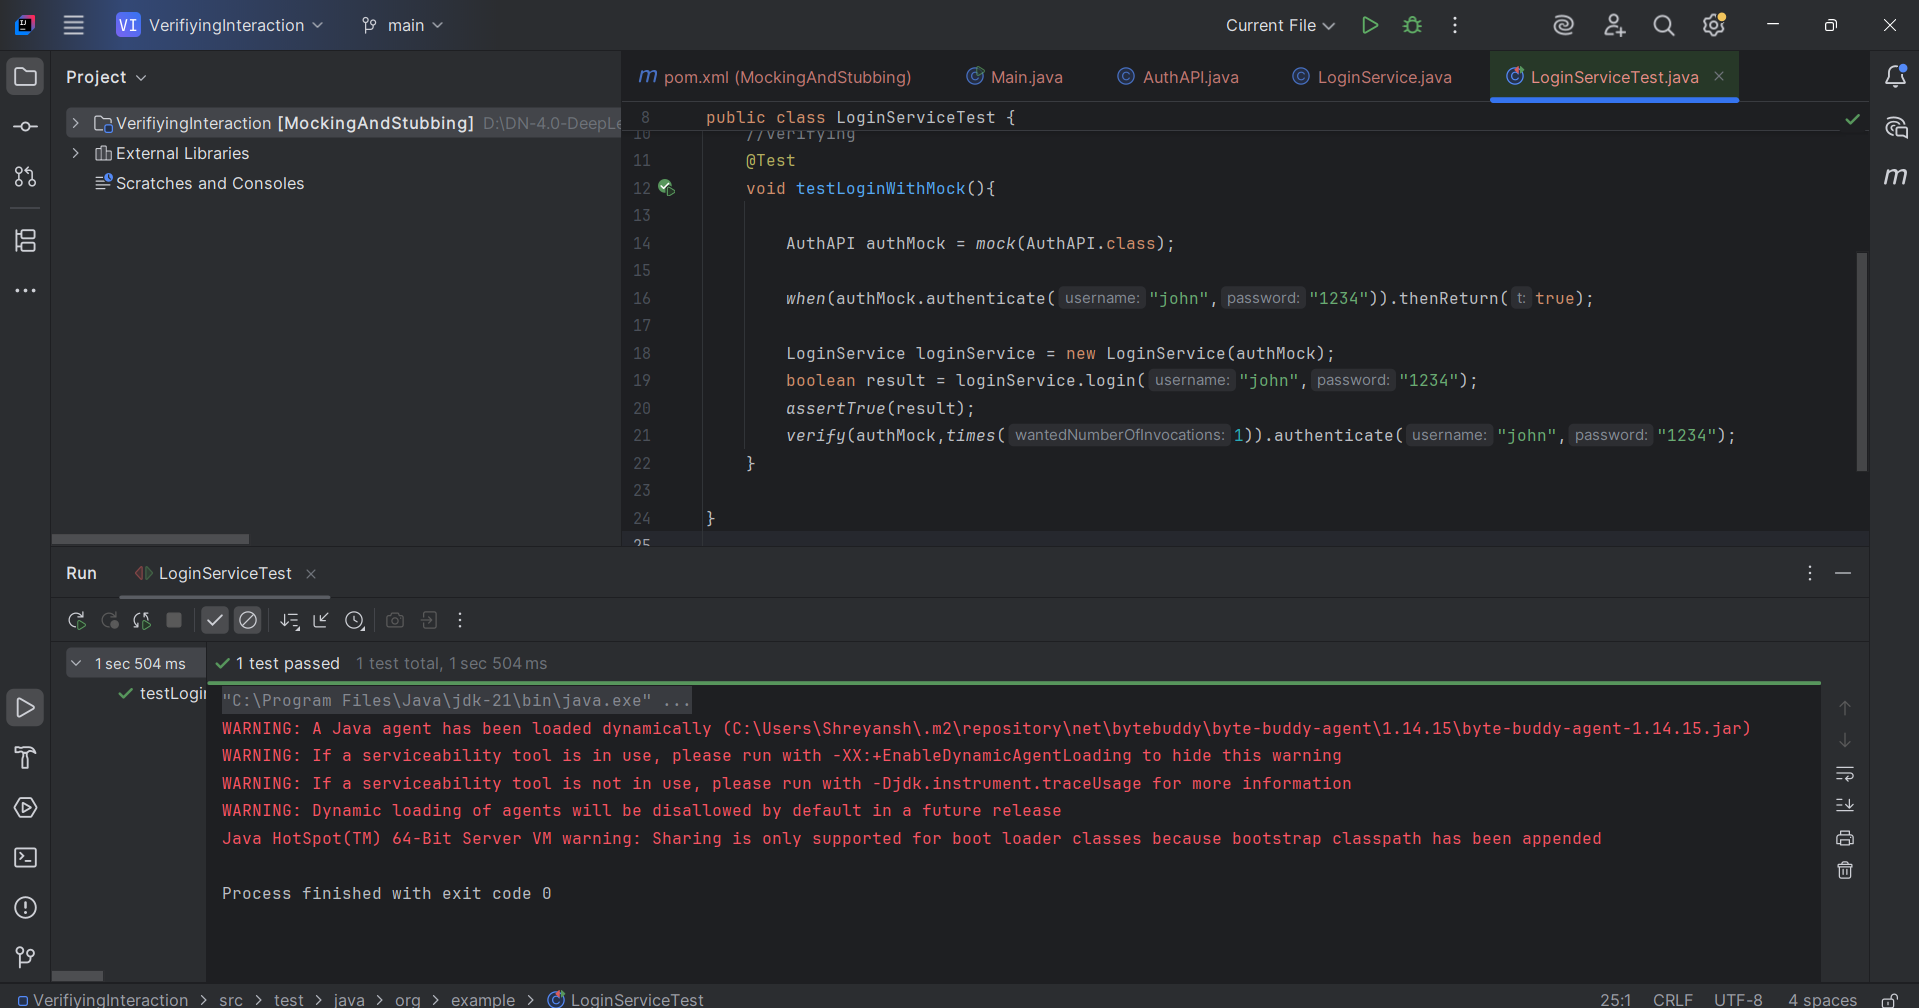 VI VerifiyingInteraction main Current File
Project
VerifiyingInteraction [MockingAndStubbing] D:\DN-4.0-DeepLe
External Libraries
Scratches and Consoles
m pom.xml (MockingAndStubbing) Main.java AuthAPI.java LoginService.java LoginServiceTest.java
8 public class LoginServiceTest {
10 //Verifying
11 @Test
12 void testLoginWithMock(){
13
14 AuthAPI authMock = mock(AuthAPI.class);
15
16 when(authMock.authenticate( username: "john", password: "1234")).thenReturn( t: true);
17
18 LoginService loginService = new LoginService(authMock);
19 boolean result = loginService.login( username: "john", password: "1234");
20 assertTrue(result);
21 verify(authMock,times( wantedNumberOfInvocations: 1)).authenticate( username: "john", password: "1234");
22 }
23
24 }
25
Run LoginServiceTest
1 sec 504 ms
testLogin
1 test passed 1 test total, 1 sec 504 ms
"C:\Program Files\Java\jdk-21\bin\java.exe" ...
WARNING: A Java agent has been loaded dynamically (C:\Users\Shreyansh\.m2\repository\net\bytebuddy\byte-buddy-agent\1.14.15\byte-buddy-agent-1.14.15.jar)
WARNING: If a serviceability tool is in use, please run with -XX:+EnableDynamicAgentLoading to hide this warning
WARNING: If a serviceability tool is not in use, please run with -Djdk.instrument.traceUsage for more information
WARNING: Dynamic loading of agents will be disallowed by default in a future release
Java HotSpot(TM) 64-Bit Server VM warning: Sharing is only supported for boot loader classes because bootstrap classpath has been appended
Process finished with exit code 0
VerifiyingInteraction > src > test > java > org > example > LoginServiceTest
25:1 CRLF UTF-8 4 spaces